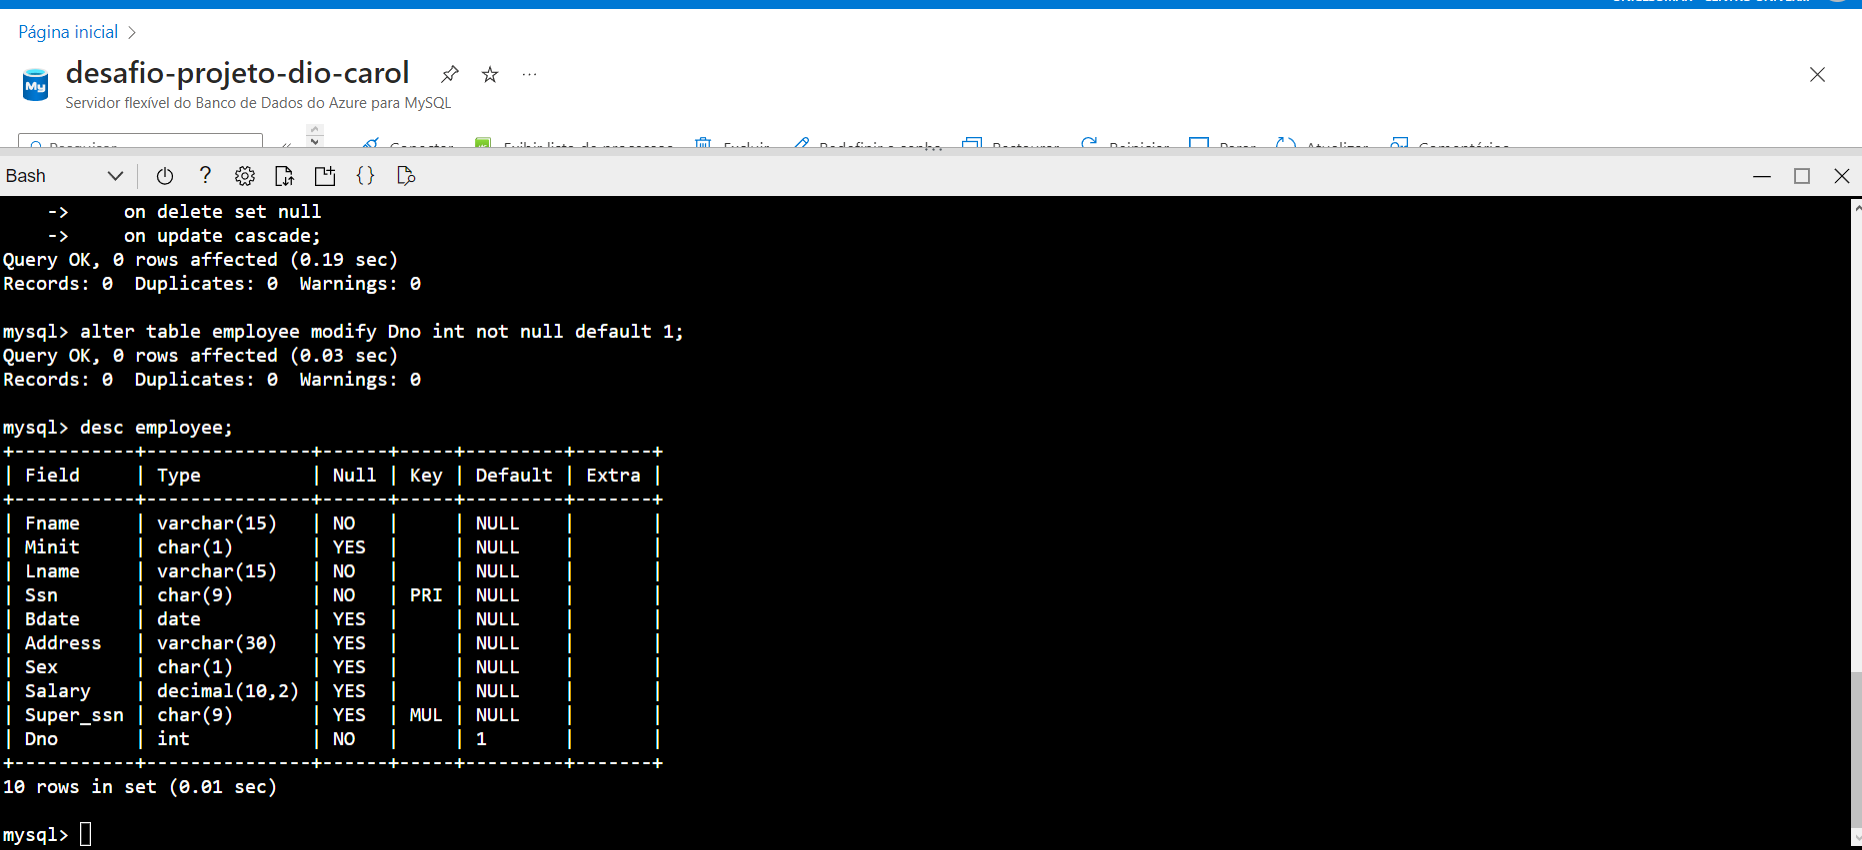 Página inicial
desafio-projeto-dio-carol
Servidor flexível do Banco de Dados do Azure para MySQL
Bash
    ->     on delete set null
    ->     on update cascade;
Query OK, 0 rows affected (0.19 sec)
Records: 0  Duplicates: 0  Warnings: 0
mysql> alter table employee modify Dno int not null default 1;
Query OK, 0 rows affected (0.03 sec)
Records: 0  Duplicates: 0  Warnings: 0
mysql> desc employee;
+-----------+---------------+------+-----+---------+-------+
| Field     | Type          | Null | Key | Default | Extra |
+-----------+---------------+------+-----+---------+-------+
| Fname     | varchar(15)   | NO   |     | NULL    |       |
| Minit     | char(1)       | YES  |     | NULL    |       |
| Lname     | varchar(15)   | NO   |     | NULL    |       |
| Ssn       | char(9)       | NO   | PRI | NULL    |       |
| Bdate     | date          | YES  |     | NULL    |       |
| Address   | varchar(30)   | YES  |     | NULL    |       |
| Sex       | char(1)       | YES  |     | NULL    |       |
| Salary    | decimal(10,2) | YES  |     | NULL    |       |
| Super_ssn | char(9)       | YES  | MUL | NULL    |       |
| Dno       | int           | NO   |     | 1       |       |
+-----------+---------------+------+-----+---------+-------+
10 rows in set (0.01 sec)
mysql>